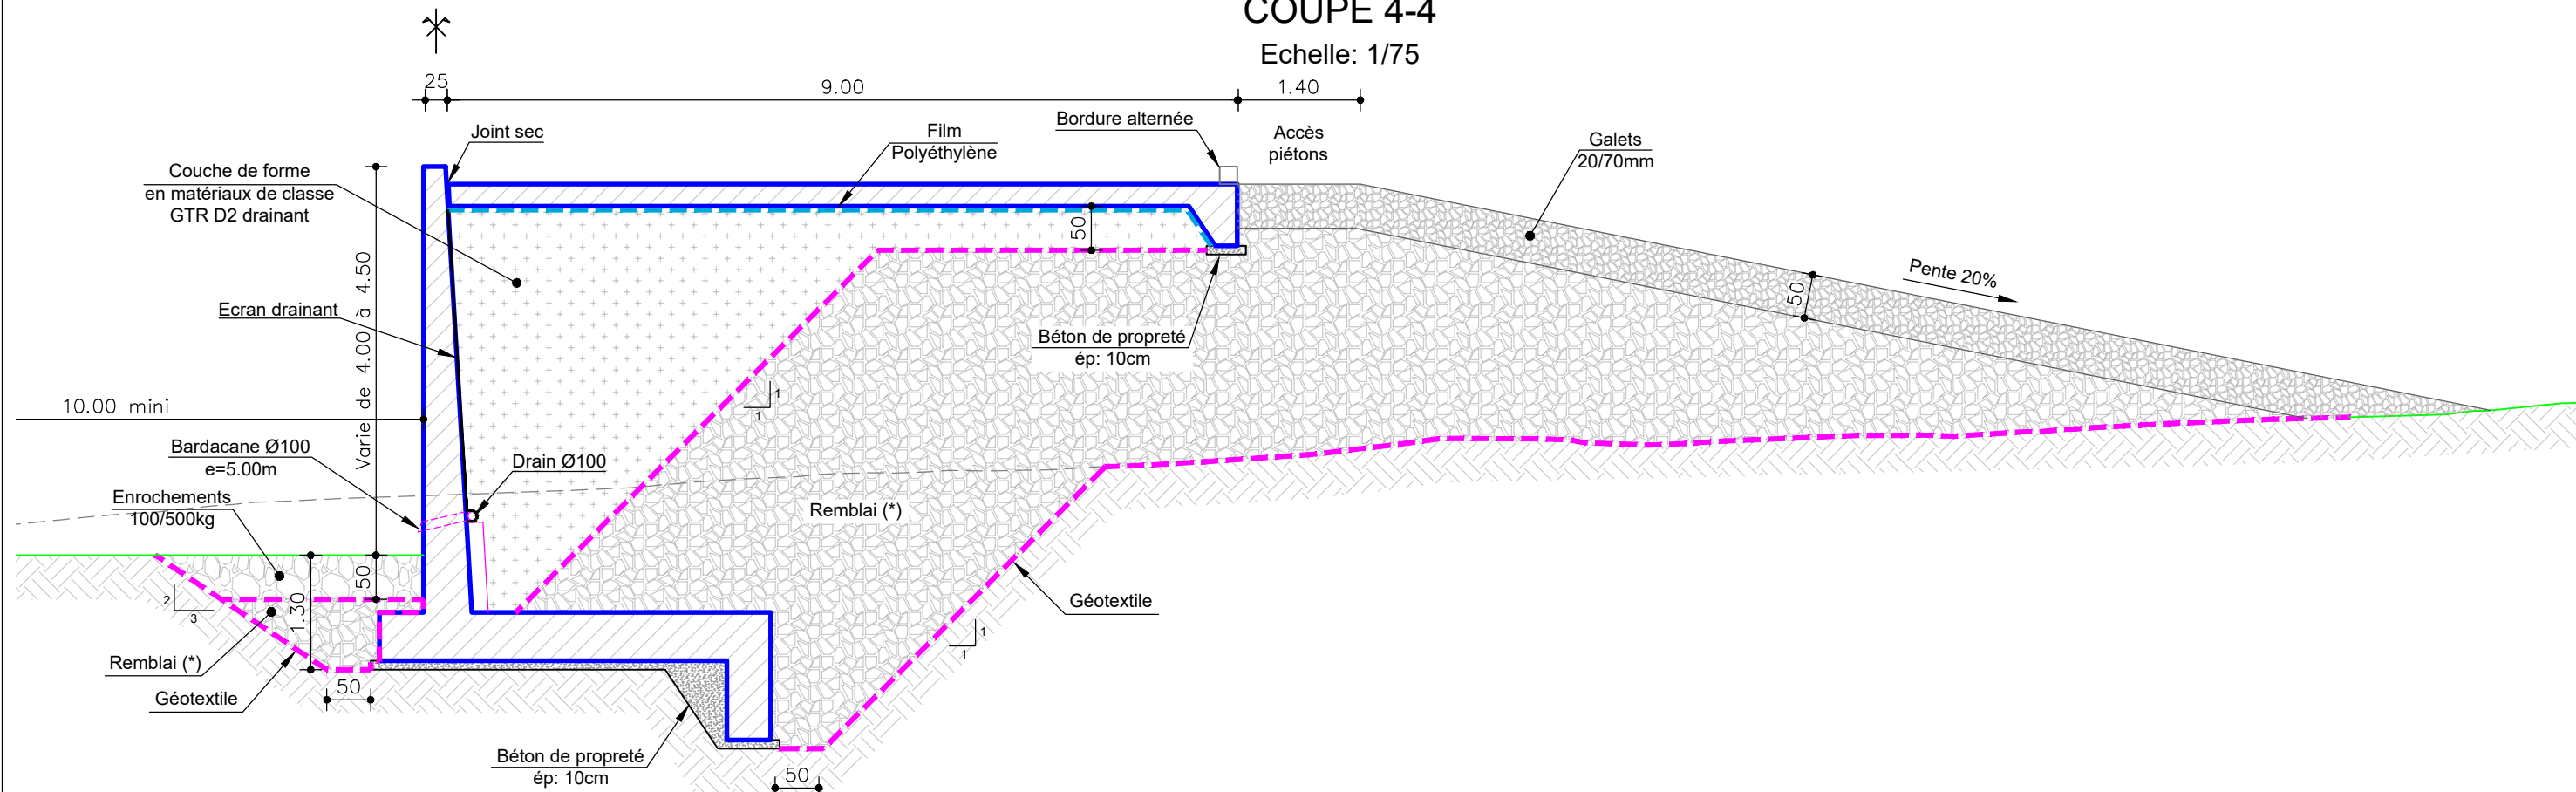 COUPE 4-4
Echelle: 1/75
25
9.00
1.40
Joint sec
Film
Polyéthylène
Bordure alternée
Accès
piétons
Galets
20/70mm
Couche de forme
en matériaux de classe
GTR D2 drainant
50
Pente 20%
50
Varie de 4.00 à 4.50
Ecran drainant
Béton de propreté
ép: 10cm
1
1
10.00 mini
Bardacane Ø100
e=5.00m
Drain Ø100
Enrochements
100/500kg
Remblai (*)
50
1.30
2
3
Géotextile
1
1
Remblai (*)
Géotextile
50
Béton de propreté
ép: 10cm
50